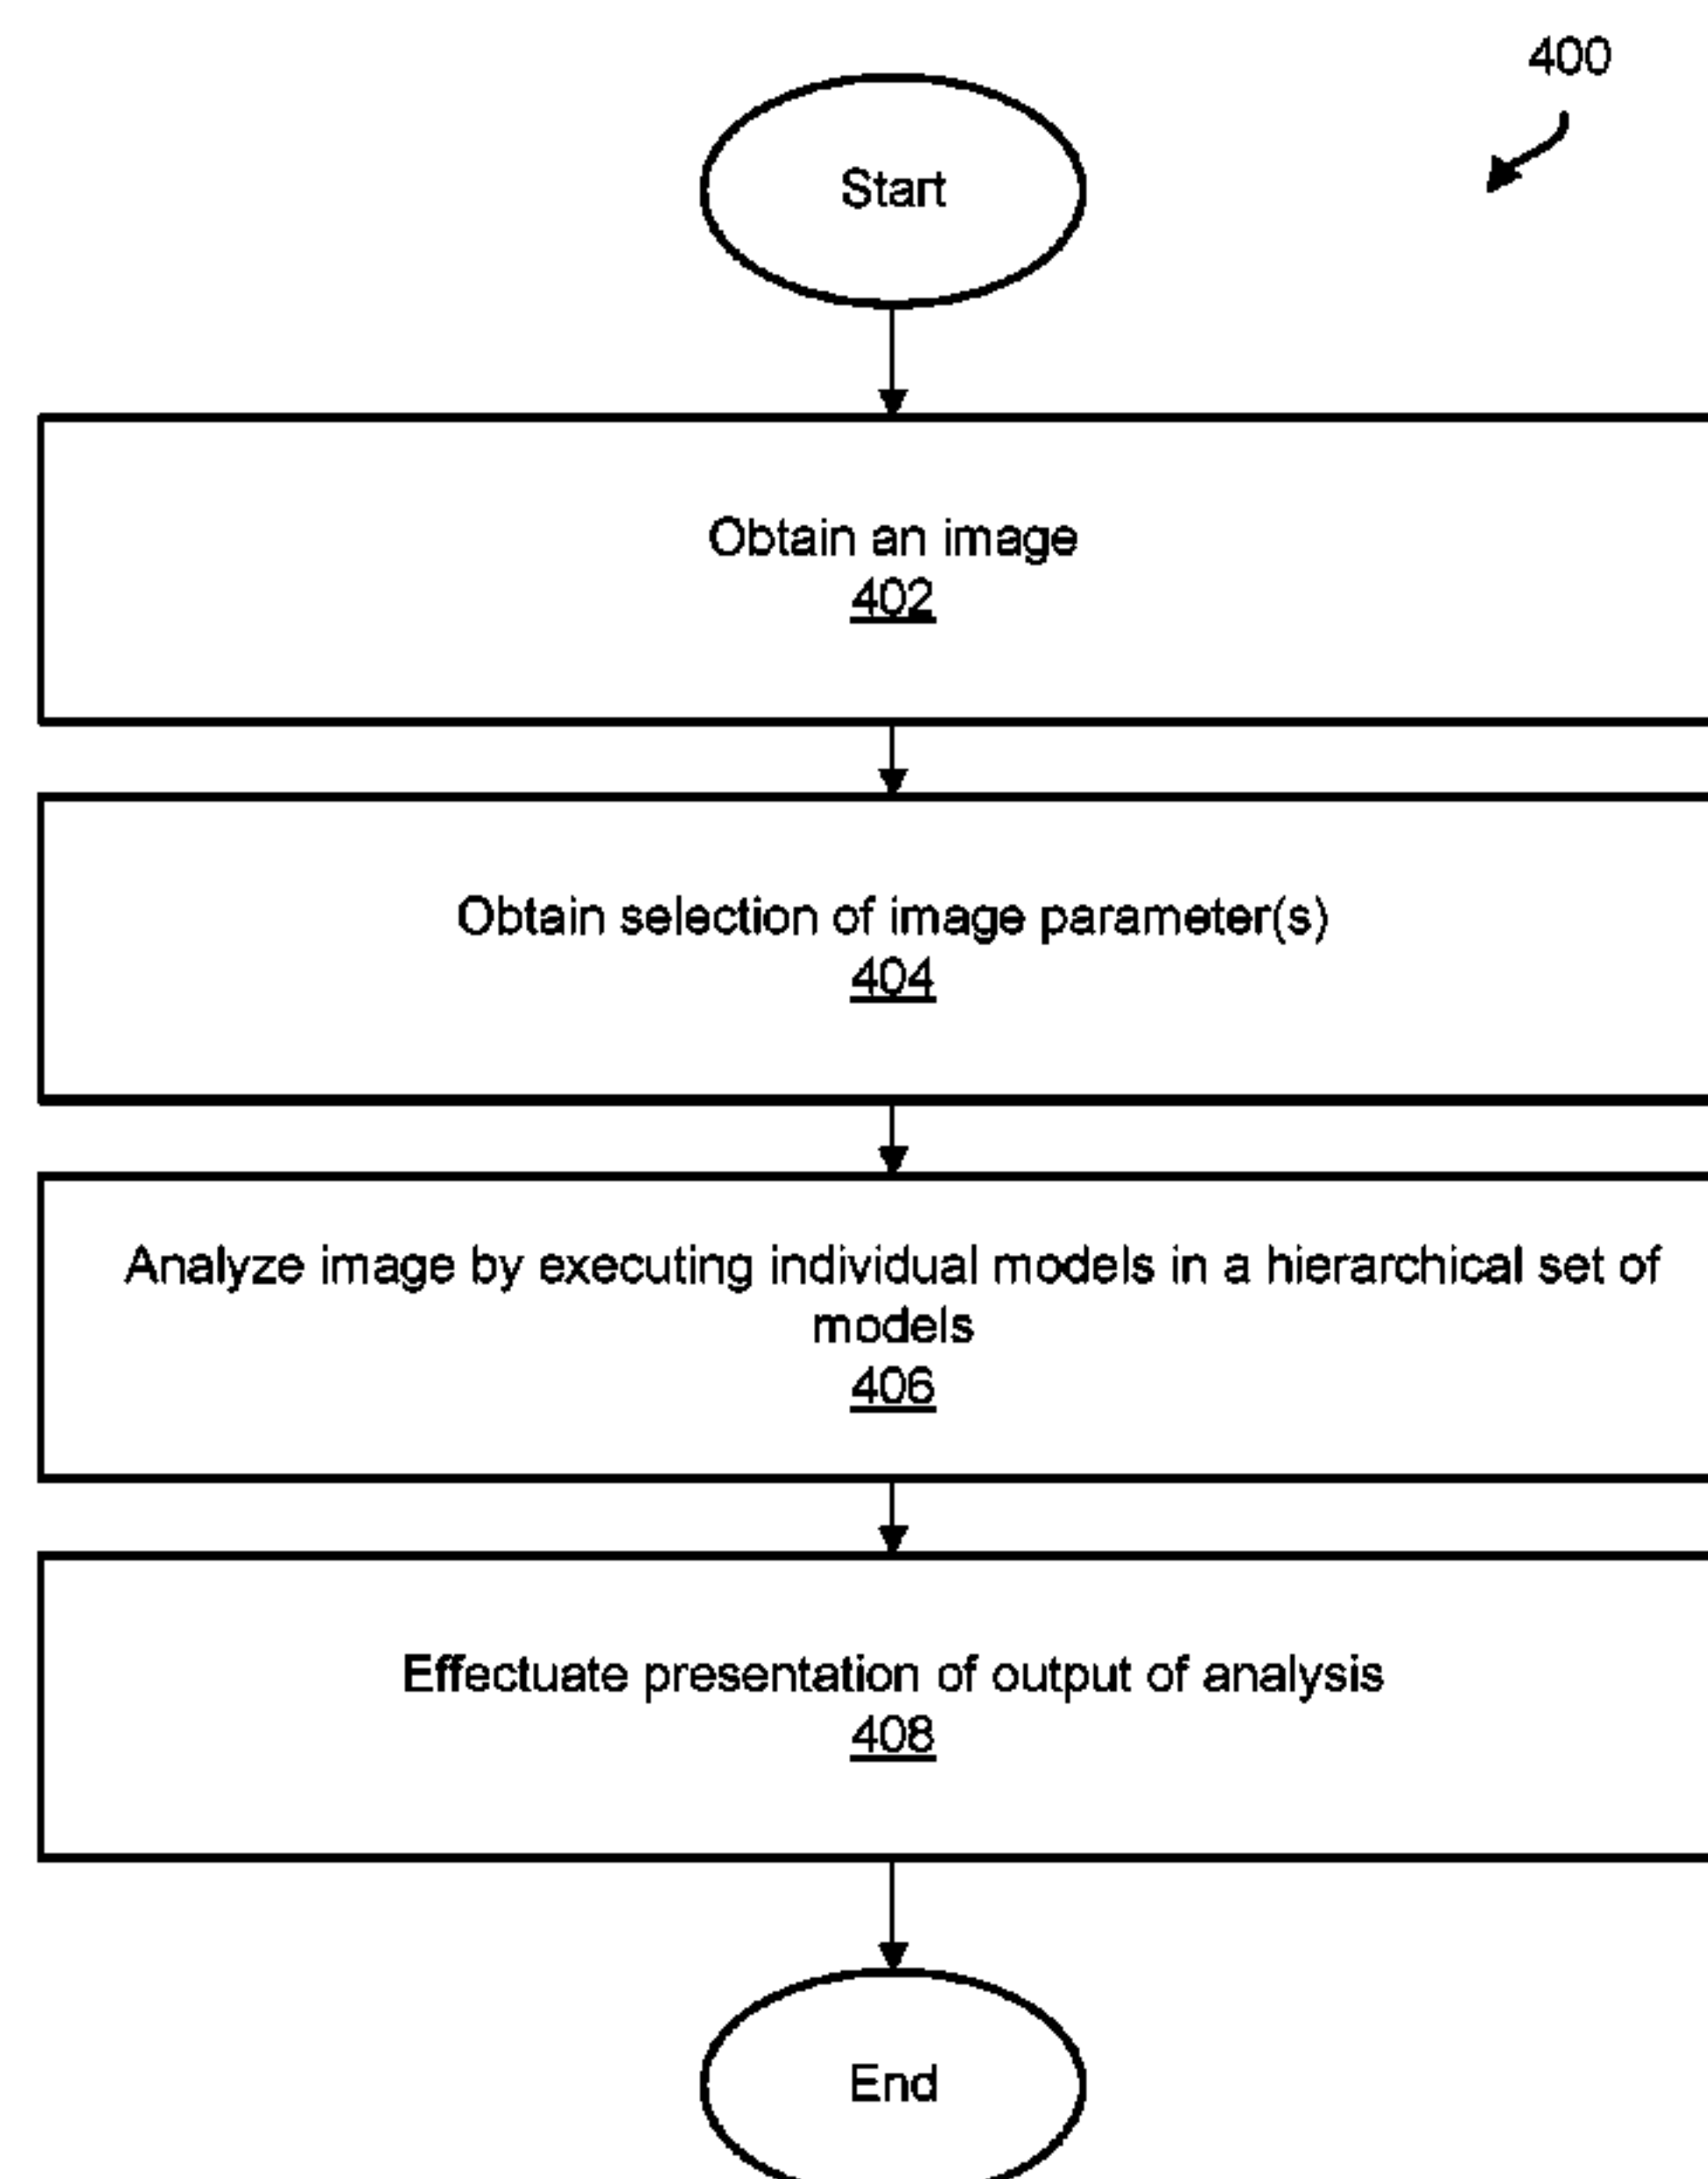 400
Start
Obtain an image
402
Obtain selection of image parameter(s)
404
Analyze image by executing individual models in a hierarchical set of
models
406
Effectuate presentation of output of analysis
408
End